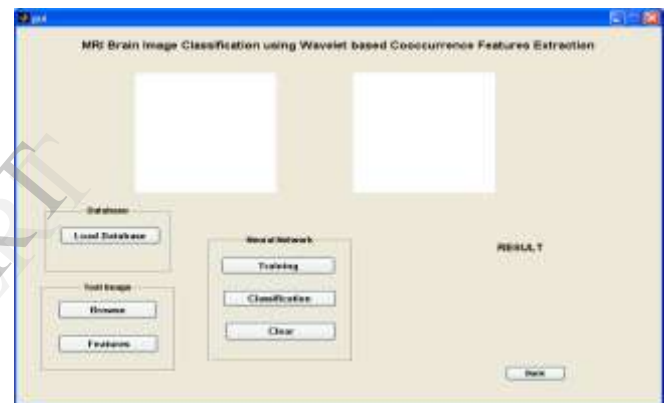 gui
MRI Brain Image Classification using Wavelet based Cooccurrence Features Extraction
Database
Load Database
Neural Network
Training
Classification
Clear
RESULT
Test Image
Browse
Features
Back